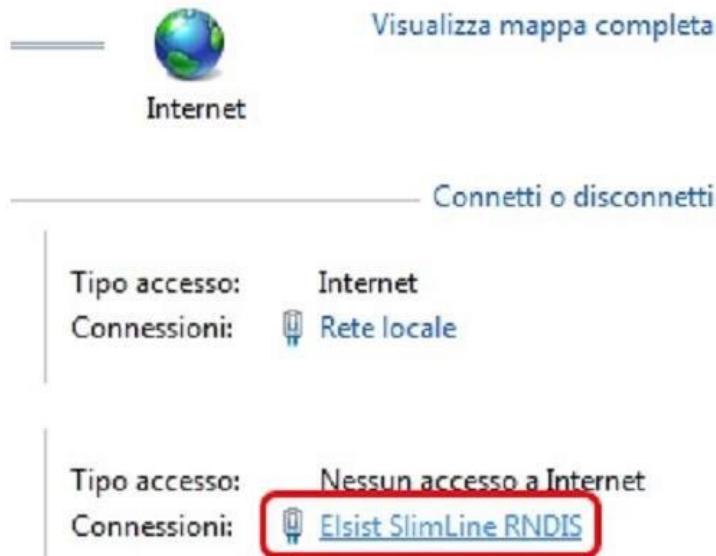 Visualizza mappa completa
Internet
Connetti o disconnetti
Tipo accesso: Internet
Connessioni: Rete locale
Tipo accesso: Nessun accesso a Internet
Connessioni: Elsist SlimLine RNDIS